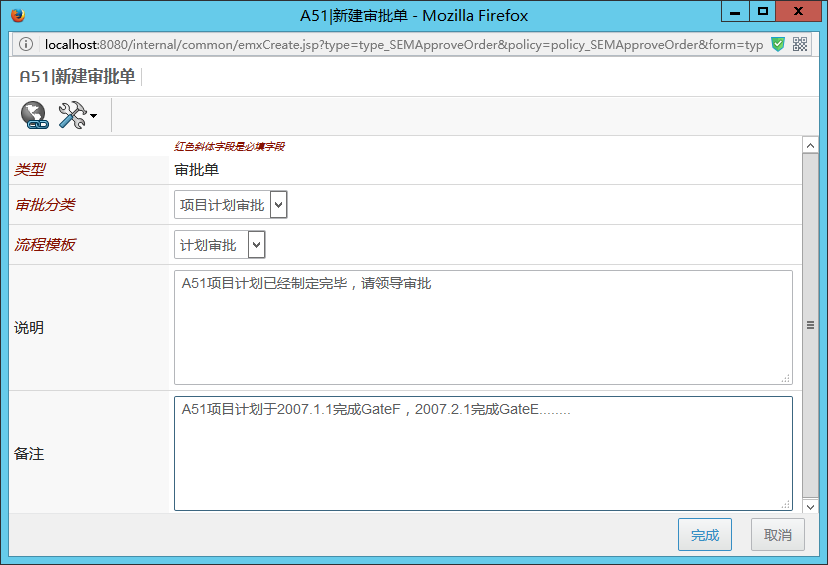 A51|新建审批单 - Mozilla Firefox
localhost:8080/internal/common/emxCreate.jsp?type=type_SEMApproveOrder&policy=policy_SEMApproveOrder&form=typ
A51|新建审批单
红色斜体字段是必填字段
类型 审批单
审批分类 项目计划审批
流程模板 计划审批
说明 A51项目计划已经制定完毕，请领导审批
备注 A51项目计划于2007.1.1完成GateF，2007.2.1完成GateE........
完成 取消